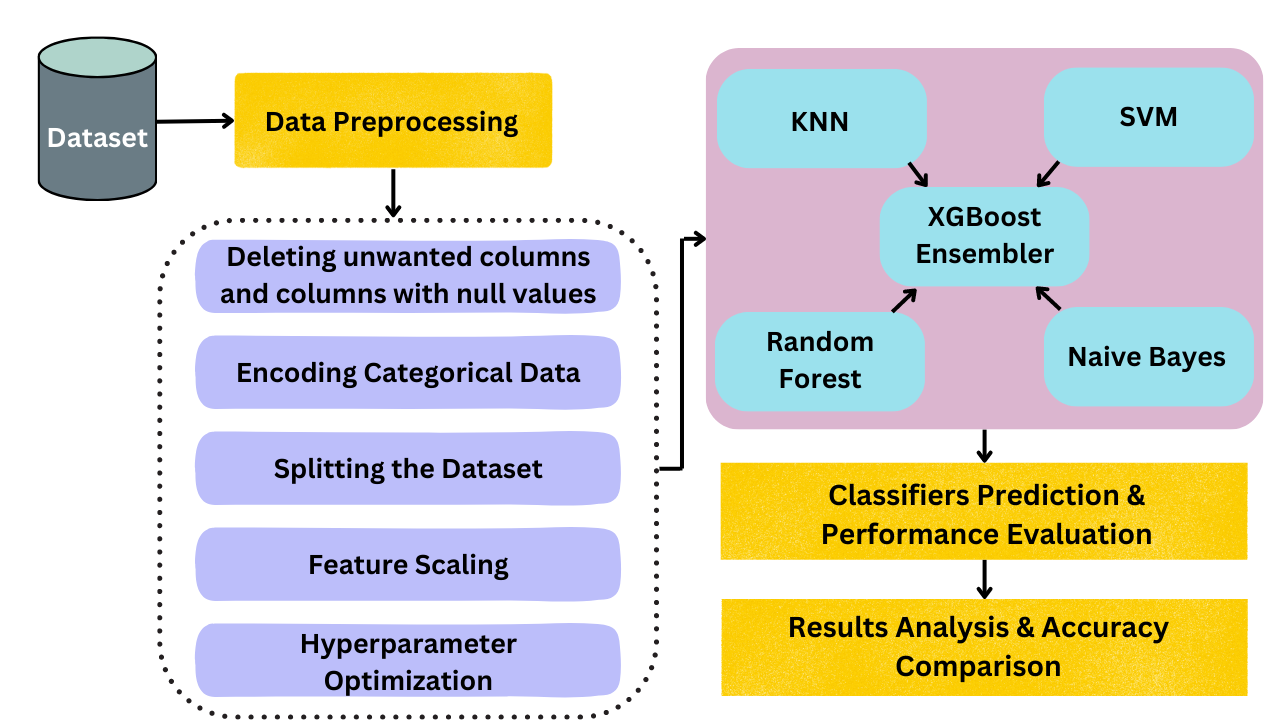 Dataset
Data Preprocessing
Deleting unwanted columns
and columns with null values
Encoding Categorical Data
Splitting the Dataset
Feature Scaling
Hyperparameter
Optimization
KNN
SVM
XGBoost
Ensembler
Random
Forest
Naive Bayes
Classifiers Prediction &
Performance Evaluation
Results Analysis & Accuracy
Comparison